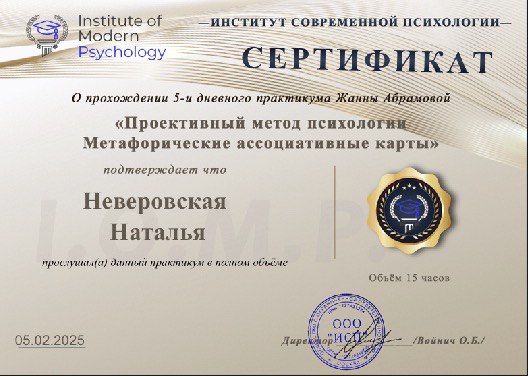 Institute of
Modern
Psychology
—ИНСТИТУТ СОВРЕМЕННОЙ ПСИХОЛОГИИ—
СЕРТИФИКАТ
О прохождении 5-и дневного практикума Жанны Абрамовой
«Проективный метод психологии
Метафорические ассоциативные карты»
подтверждает что
Неверовская
Наталья
прослушал(а) данный практикум в полном объёме
Объём 15 часов
05.02.2025
ООО
"ИСП"
Директор /Войнич О.Б./